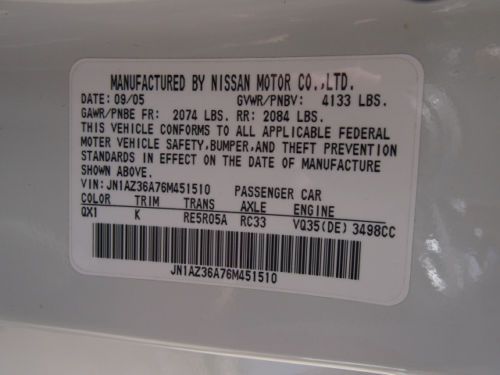 MANUFACTURED BY NISSAN MOTOR CO.,LTD.
DATE: 09/05 GVWR/PNBV: 4133 LBS.
GAWR/PNBE FR: 2074 LBS. RR: 2084 LBS.
THIS VEHICLE CONFORMS TO ALL APPLICABLE FEDERAL
MOTER VEHICLE SAFETY,BUMPER,AND THEFT PREVENTION
STANDARDS IN EFFECT ON THE DATE OF MANUFACTURE
SHOWN ABOVE.
VIN: JN1AZ36A76M451510 PASSENGER CAR
COLOR TRIM TRANS AXLE ENGINE
QX1 K RE5R05A RC33 VQ35(DE) 3498CC
JN1AZ36A76M451510